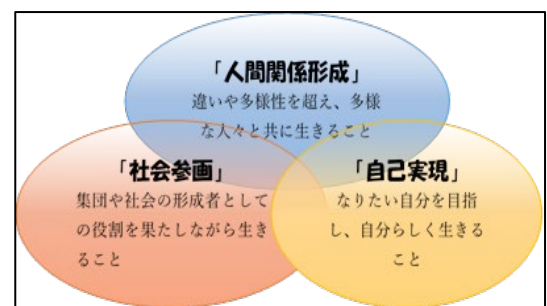 「人間関係形成」
違いや多様性を超え、多様
な人々と共に生きること
「社会参画」
集団や社会の形成者として
の役割を果たしながら生き
ること
「自己実現」
なりたい自分を目指
し、自分らしく生きる
こと